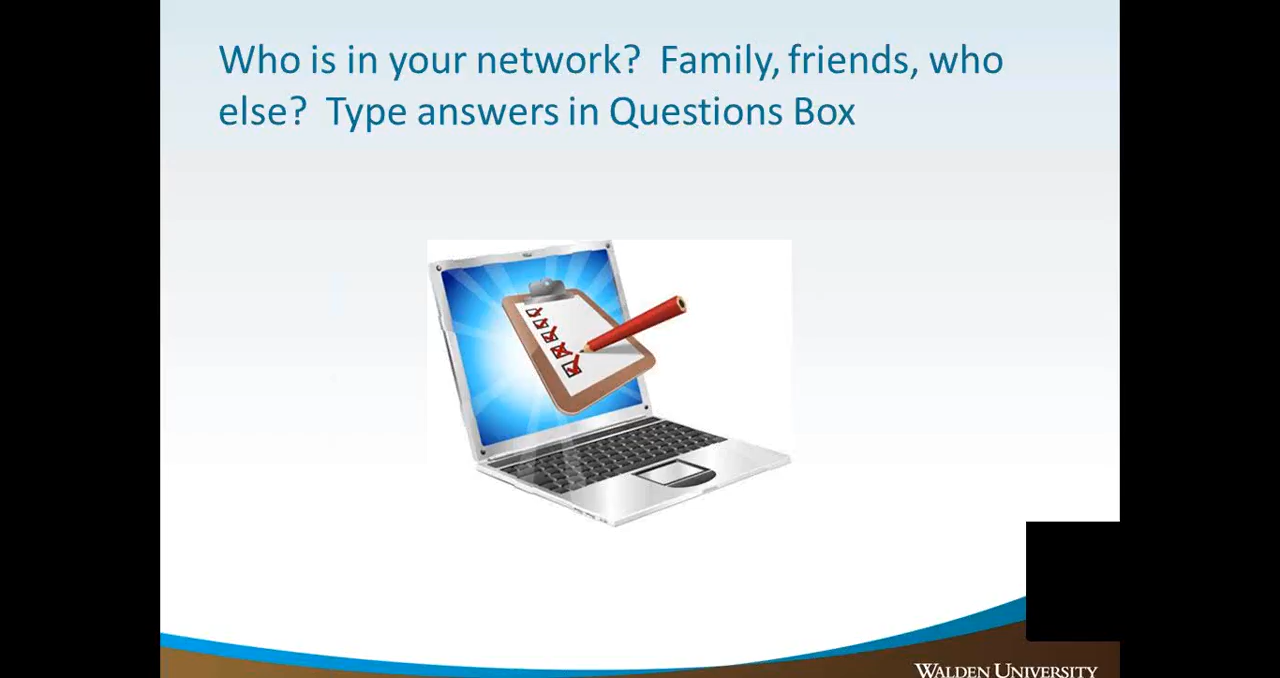 Who is in your network?  Family, friends, who
else?  Type answers in Questions Box
WALDEN UNIVERSITY